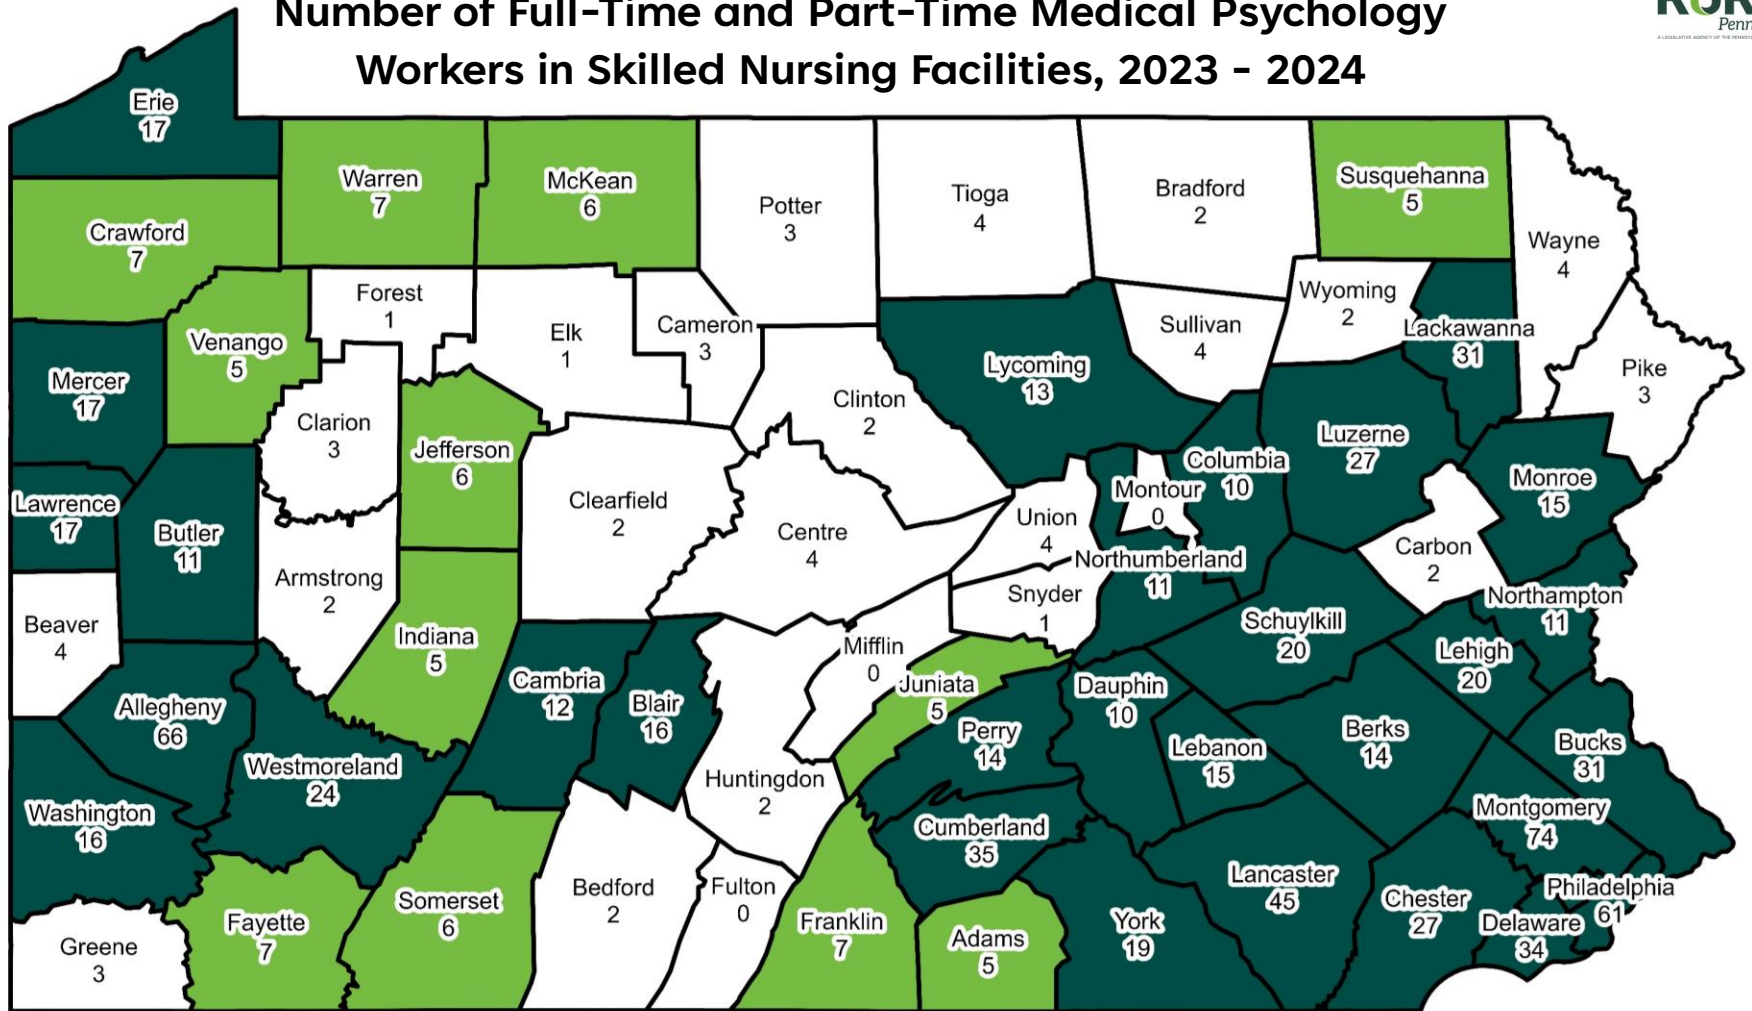 Number of Full-Time and Part-Time Medical Psychology
Workers in Skilled Nursing Facilities, 2023 - 2024
Erie
17
Warren
7
McKean
6
Potter
3
Tioga
4
Bradford
2
Susquehanna
5
Wayne
4
Crawford
7
Forest
1
Elk
1
Cameron
3
Sullivan
4
Wyoming
2
Lackawanna
31
Pike
3
Mercer
17
Venango
5
Clarion
3
Jefferson
6
Clinton
2
Lycoming
13
Columbia
10
Luzerne
27
Monroe
15
Lawrence
17
Butler
11
Armstrong
2
Clearfield
2
Centre
4
Union
4
Montour
0
Northumberland
11
Carbon
2
Northampton
11
Beaver
4
Indiana
5
Snyder
1
Mifflin
0
Juniata
5
Schuylkill
20
Lehigh
20
Allegheny
66
Westmoreland
24
Cambria
12
Blair
16
Huntingdon
2
Perry
14
Dauphin
10
Lebanon
15
Berks
14
Bucks
31
Washington
16
Cumberland
35
Montgomery
74
Greene
3
Fayette
7
Somerset
6
Bedford
2
Fulton
0
Franklin
7
Adams
5
York
19
Lancaster
45
Chester
27
Delaware
34
Philadelphia
61